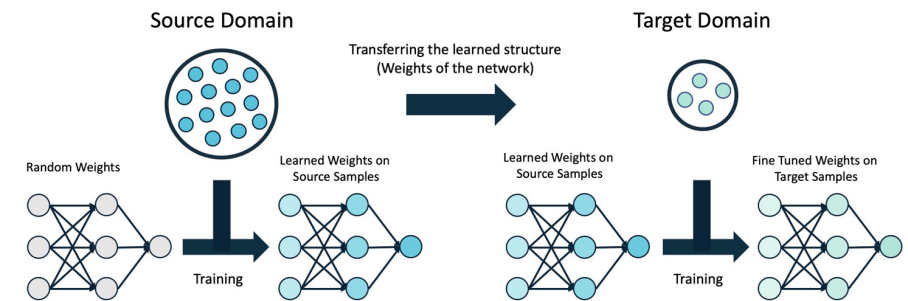 Source Domain
Target Domain
Transferring the learned structure
(Weights of the network)
Random Weights
Learned Weights on
Source Samples
Learned Weights on
Source Samples
Fine Tuned Weights on
Target Samples
Training
Training